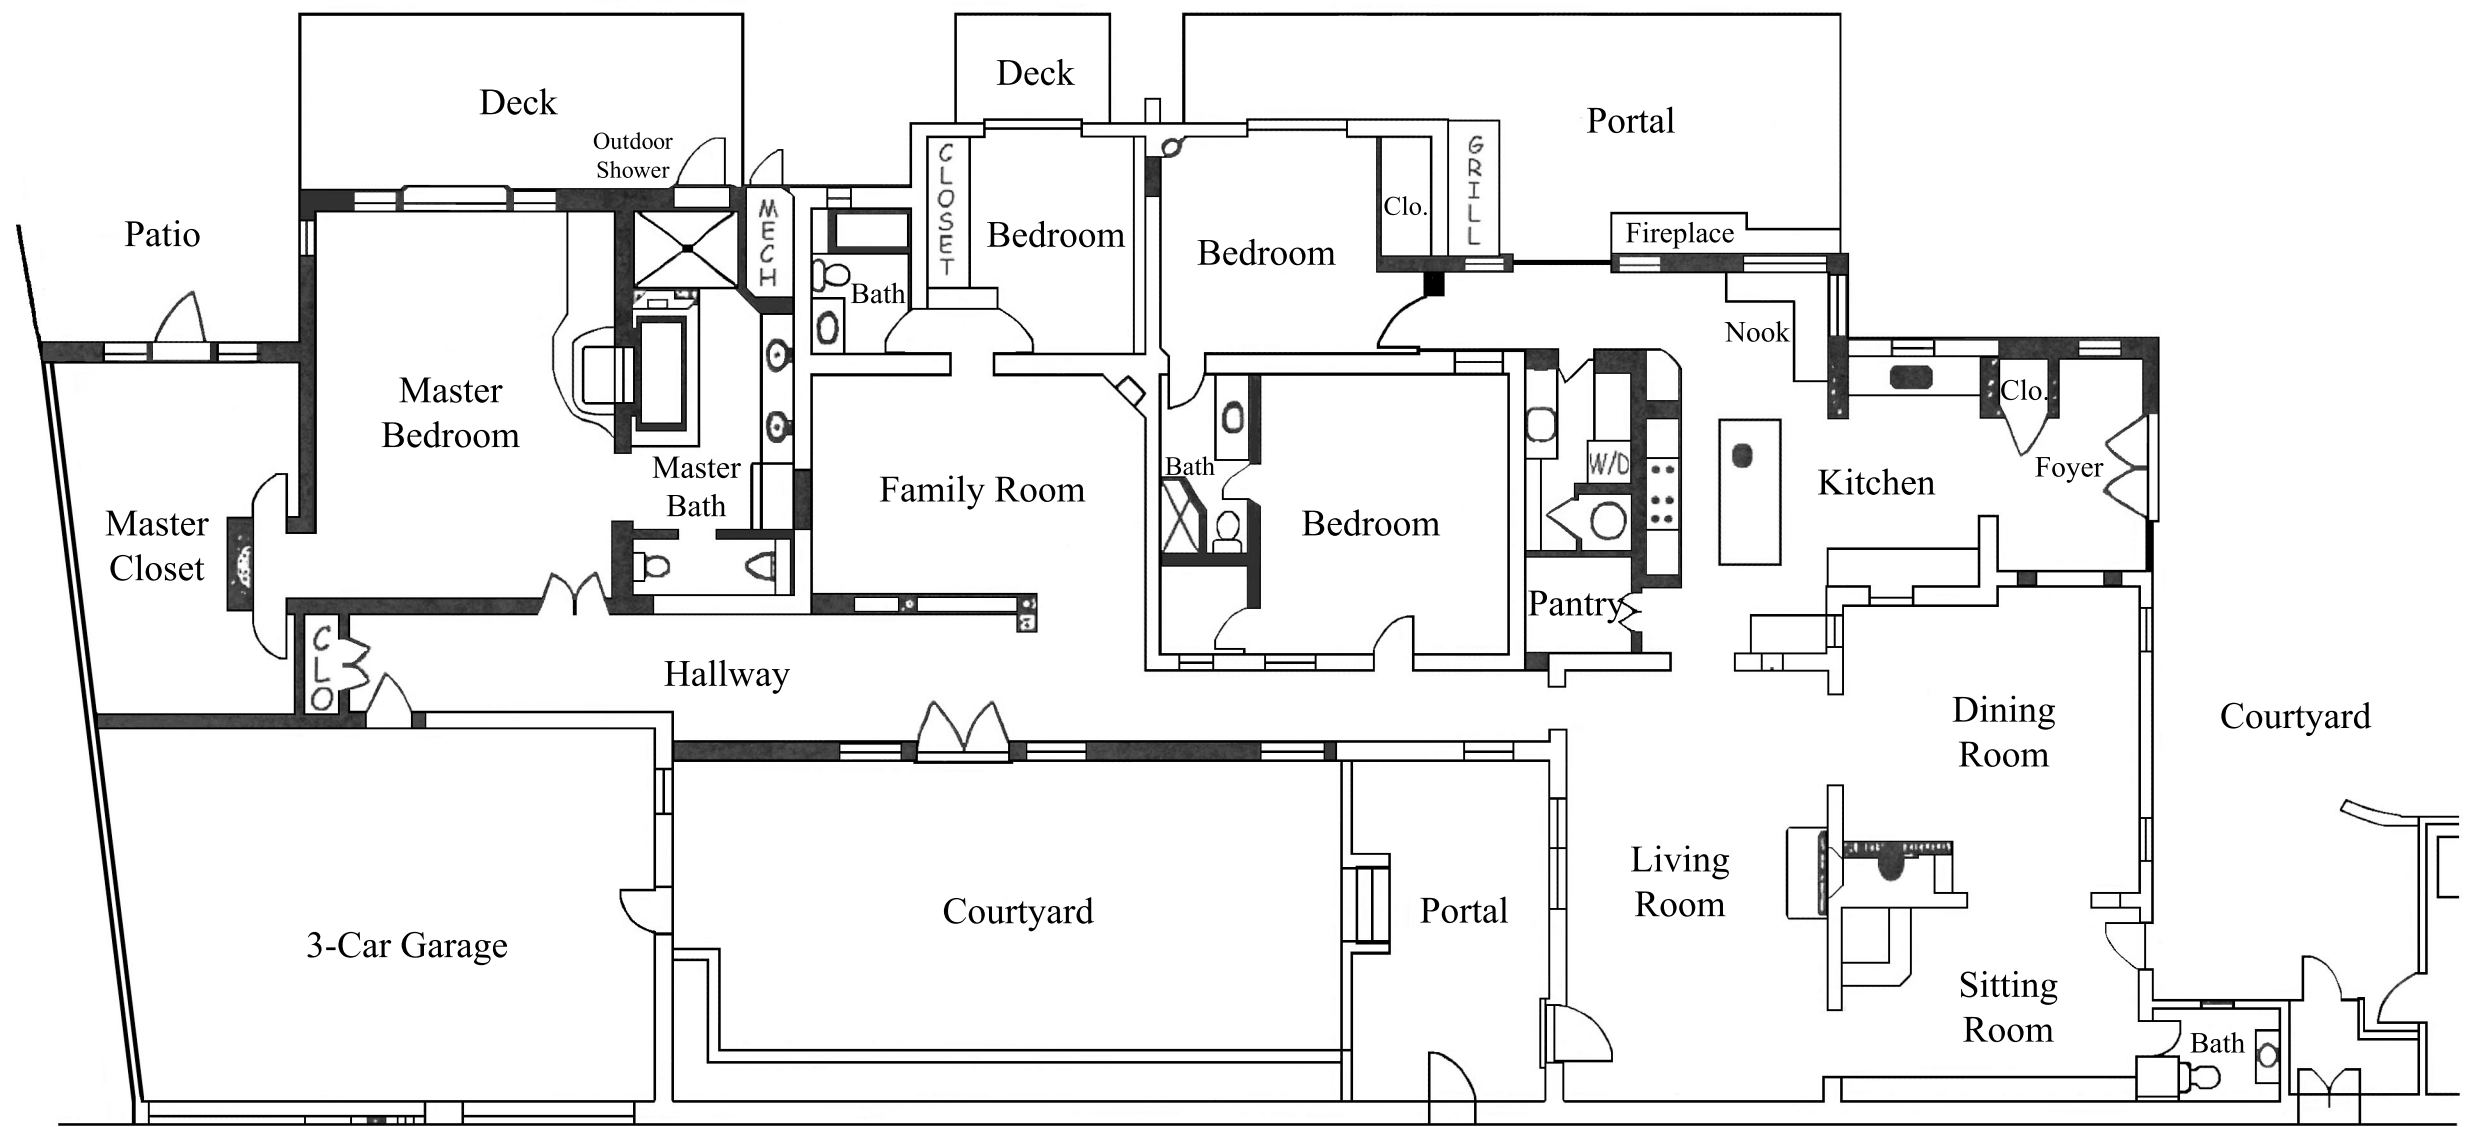 Deck
Deck
Portal
Outdoor
Shower
CLOSET
GRILL
MECH
Clo.
Patio
Bedroom
Bedroom
Fireplace
Bath
Nook
Master
Bedroom
Clo.
Master
Bath
Family Room
Bath
W/D
Kitchen
Foyer
Master
Closet
Bedroom
Pantry
CLO
Hallway
Dining
Room
Courtyard
Living
Room
Courtyard
Portal
3-Car Garage
Sitting
Room
Bath